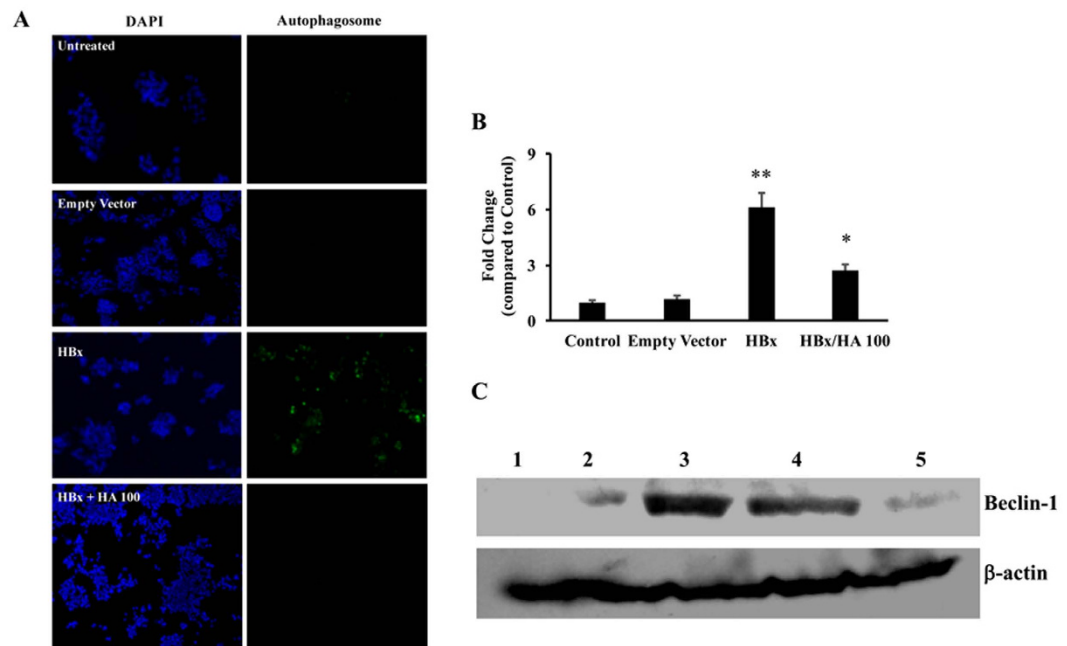 A
DAPI
Autophagosome
Untreated
Empty Vector
HBx
HBx + HA 100
B
Fold Change
(compared to Control)
9
6
3
0
**
*
Control Empty Vector HBx HBx/HA 100
C
1 2 3 4 5
Beclin-1
β-actin